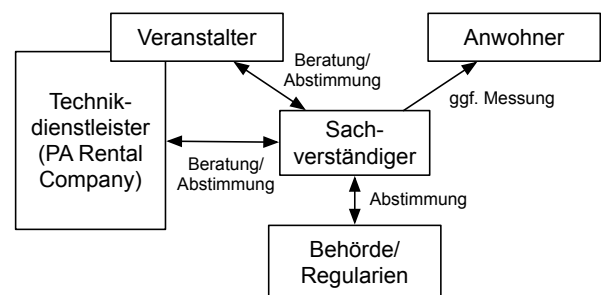 Veranstalter
Anwohner
Beratung/
Abstimmung
ggf. Messung
Technik-
dienstleister
(PA Rental
Company)
Sach-
verständiger
Beratung/
Abstimmung
Abstimmung
Behörde/
Regularien